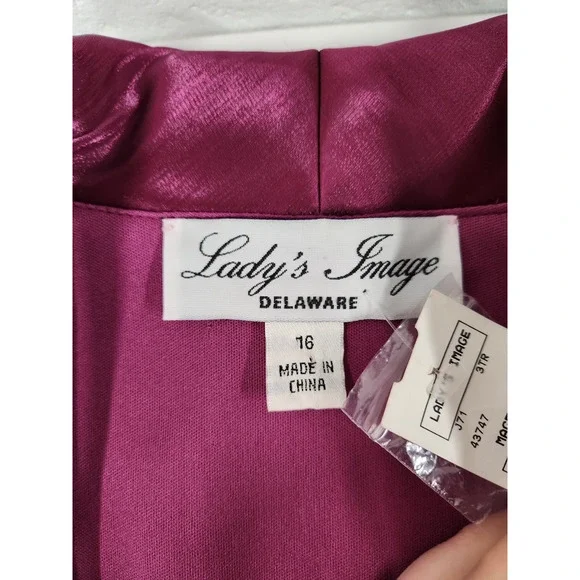 Lady's Image
DELAWARE
16
MADE IN
CHINA
LADY'S IMAGE
J71 3TR
43747